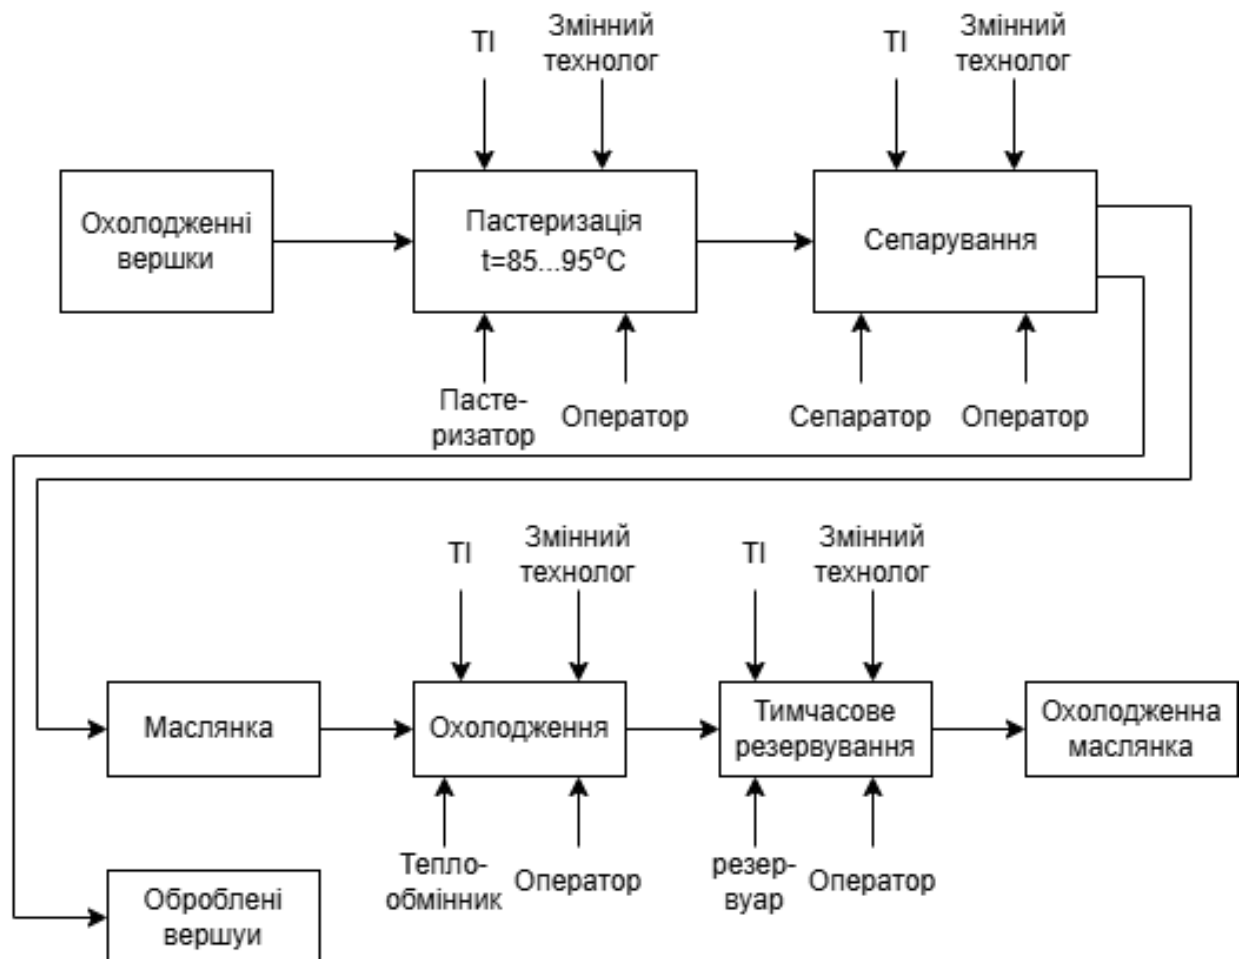 ТІ
Змінний
технолог
ТІ
Змінний
технолог
Охолодженні
вершки
Пастеризація
t=85...95°C
Сепарування
Пасте-
ризатор
Оператор
Сепаратор
Оператор
ТІ
Змінний
технолог
ТІ
Змінний
технолог
Маслянка
Охолодження
Тимчасове
резервування
Охолодженна
маслянка
Тепло-
обмінник
Оператор
резер-
вуар
Оператор
Оброблені
вершуи